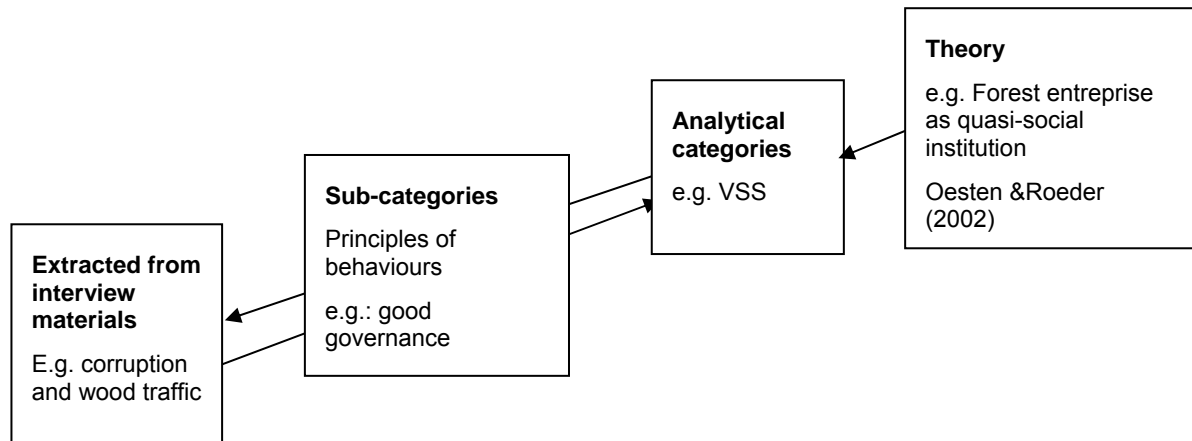 Extracted from
interview
materials
E.g. corruption
and wood traffic
Sub-categories
Principles of
behaviours
e.g.: good
governance
Analytical
categories
e.g. VSS
Theory
e.g. Forest entreprise
as quasi-social
institution
Oesten &Roeder
(2002)